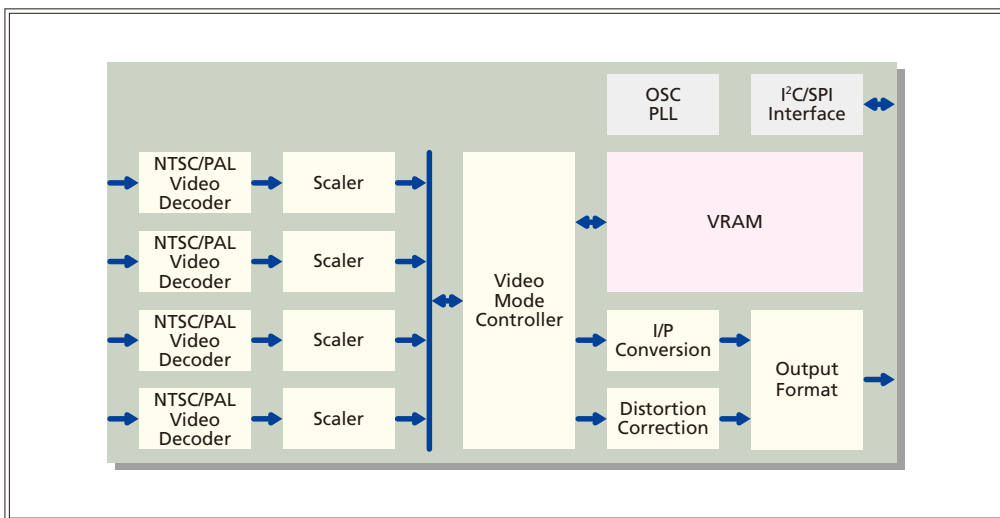 OSC
PLL
I²C/SPI
Interface
NTSC/PAL
Video
Decoder
Scaler
NTSC/PAL
Video
Decoder
Scaler
NTSC/PAL
Video
Decoder
Scaler
NTSC/PAL
Video
Decoder
Scaler
Video
Mode
Controller
VRAM
I/P
Conversion
Distortion
Correction
Output
Format